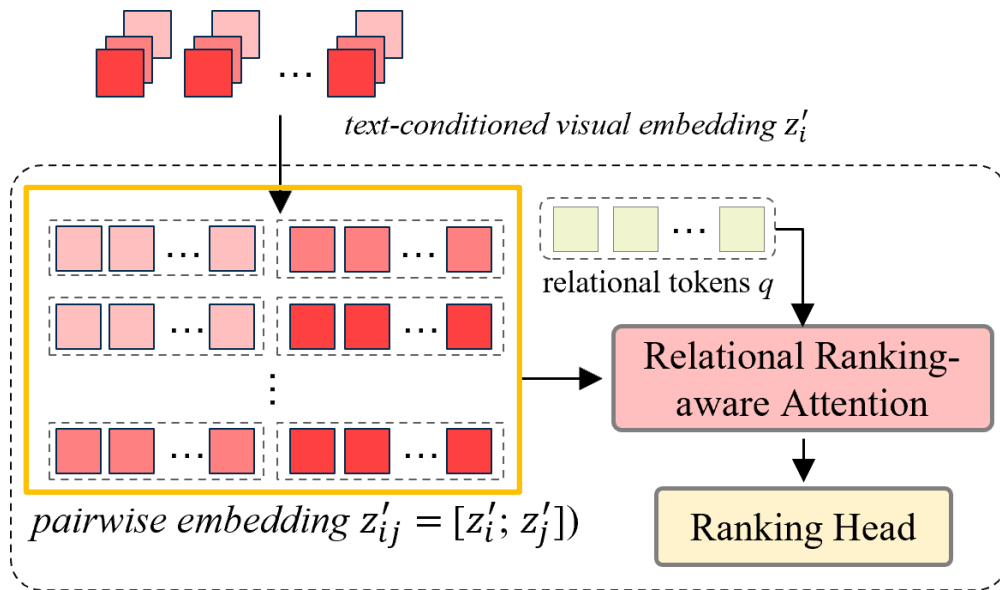 ...
text-conditioned visual embedding z′ᵢ
... ...
relational tokens q
... ...
⋮
... ...
Relational Ranking-
aware Attention
pairwise embedding z′ᵢⱼ = [z′ᵢ; z′ⱼ])
Ranking Head